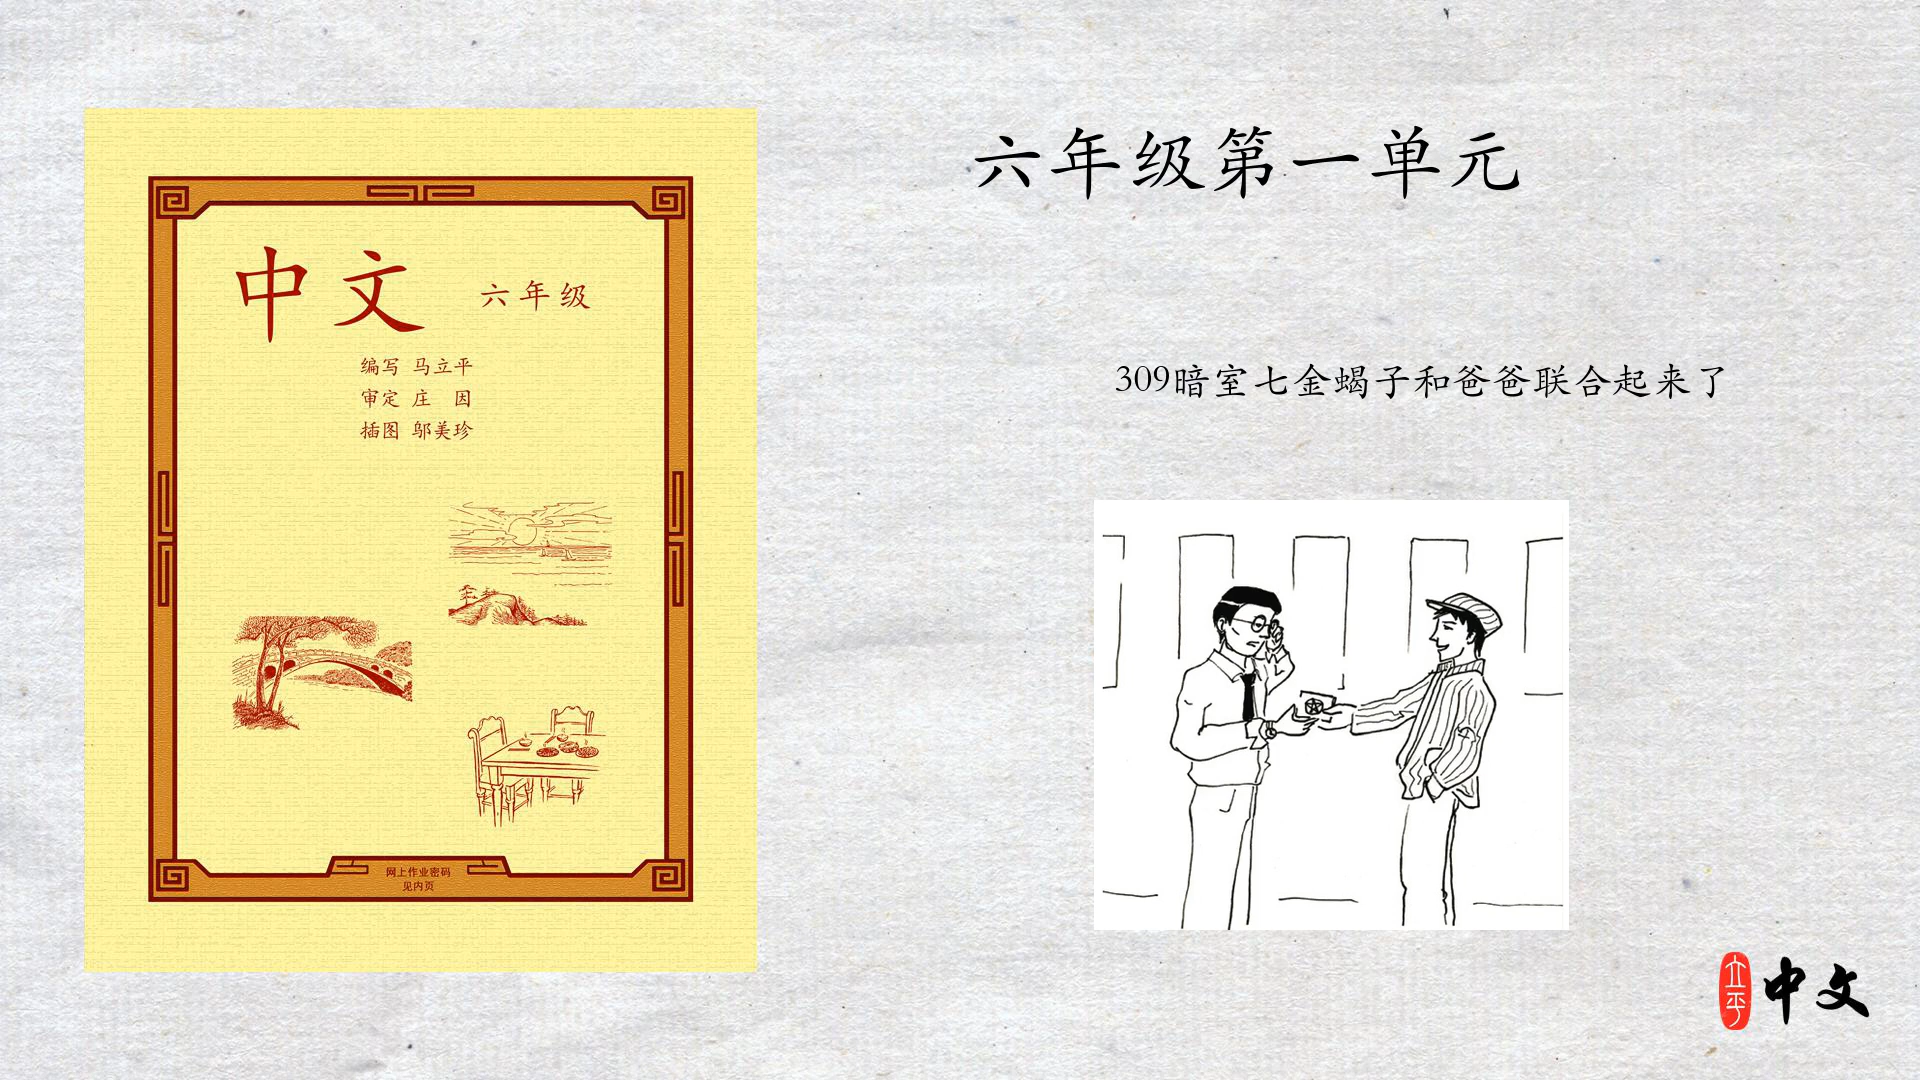 中文 六年级
编写 马立平
审定 庄 因
插图 邬美珍
网上作业密码
见内页
六年级第一单元
309暗室七金蝎子和爸爸联合起来了
立平 中文